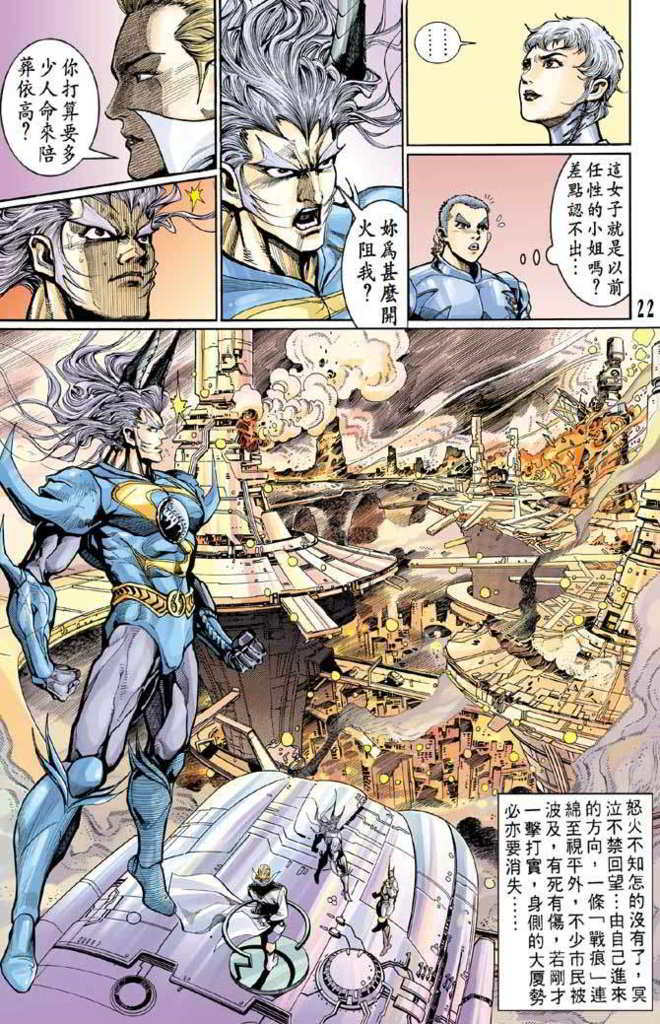 你打算要多
少人命來陪
葬依高?
妳爲甚麽開
火阻我?
……
這女子就是以前
任性的小姐嗎?
差點認不出…
22
怒火不知怎的沒有了，冥
泣不禁回望…由自己進來
的方向，一條「戰痕」連
綿至視平外，不少市民被
波及，有死有傷，若剛才
一擊打實，身側的大厦勢
必亦要消失……